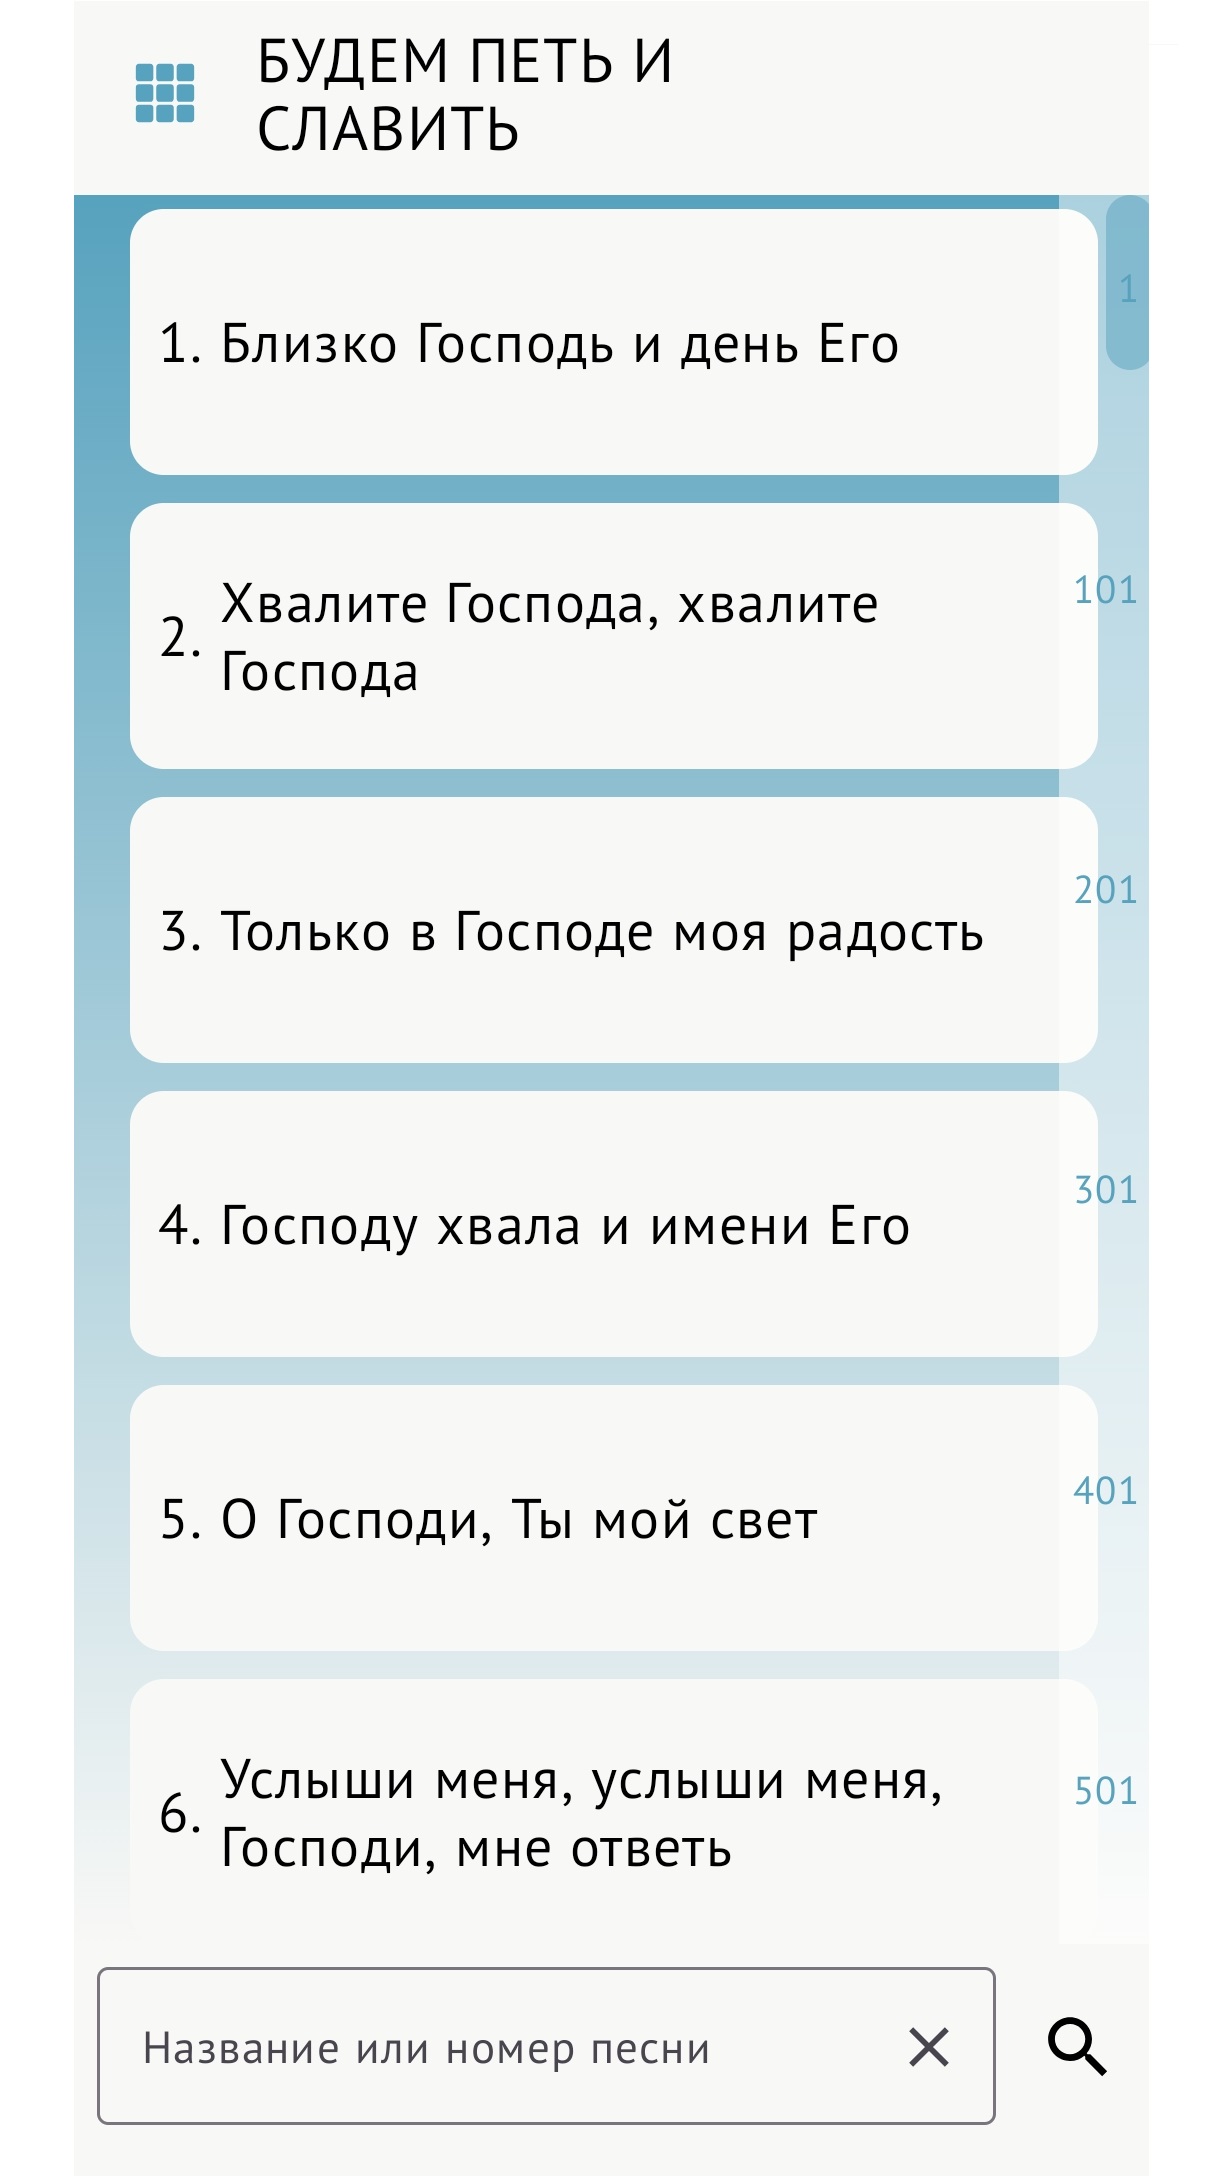 БУДЕМ ПЕТЬ И
СЛАВИТЬ
1
1. Близко Господь и день Его
101
2. Хвалите Господа, хвалите
Господа
201
3. Только в Господе моя радость
301
4. Господу хвала и имени Его
401
5. О Господи, Ты мой свет
501
6. Услыши меня, услыши меня,
Господи, мне ответь
Название или номер песни